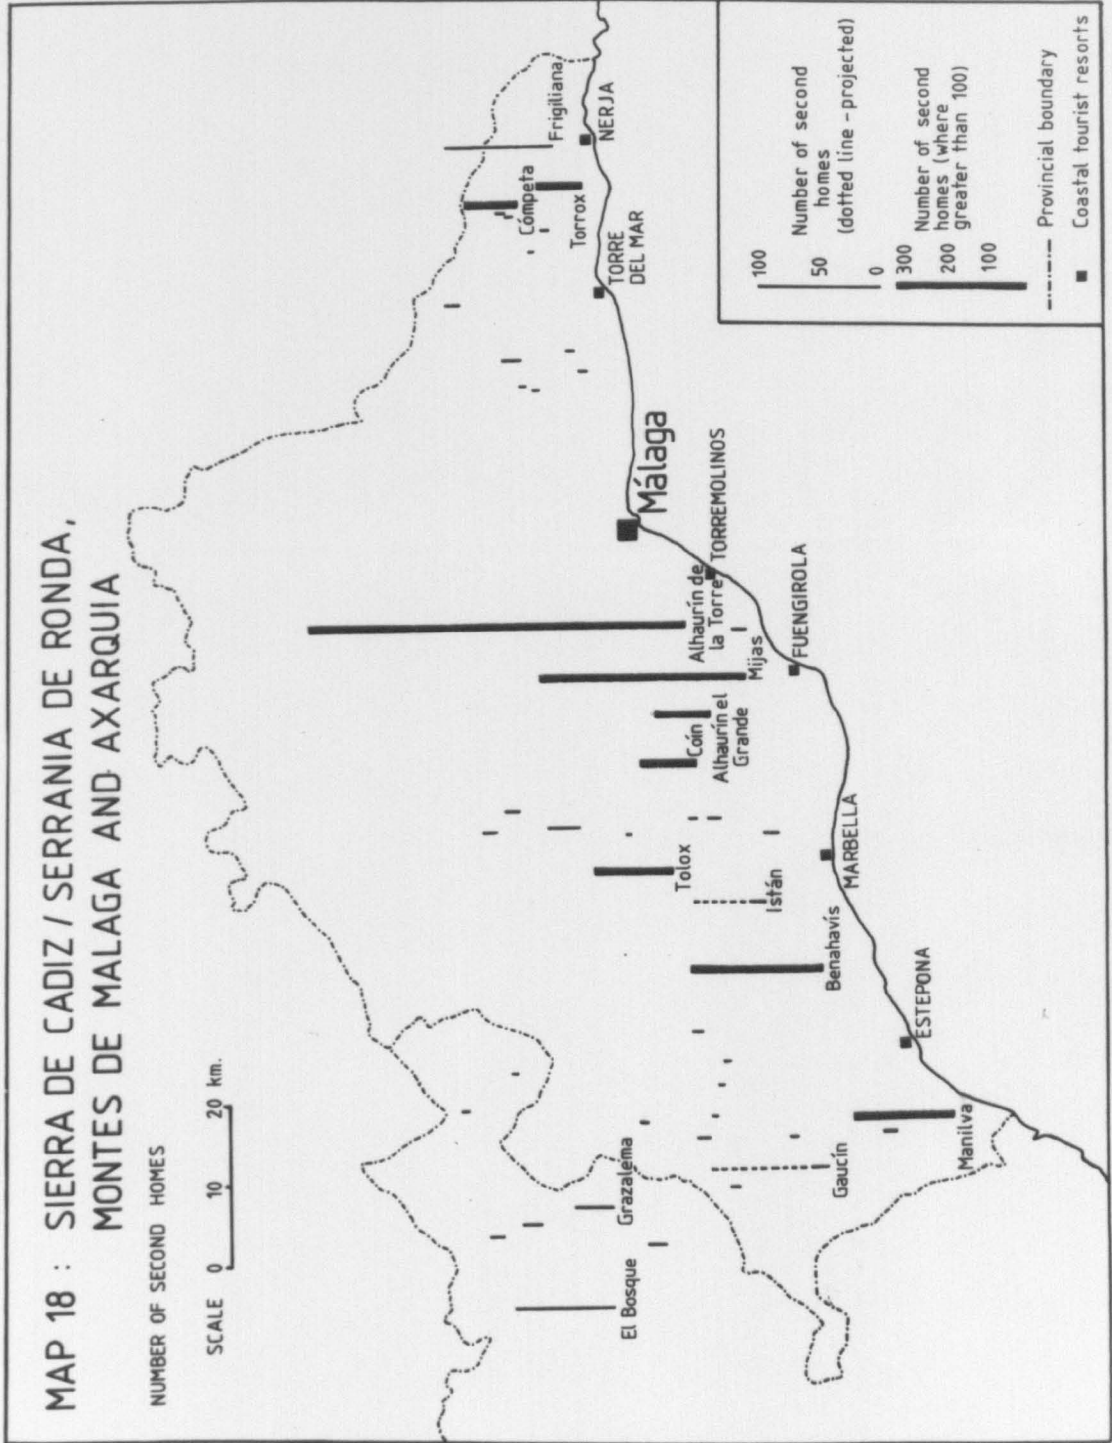 MAP 18 : SIERRA DE CADIZ / SERRANIA DE RONDA,
MONTES DE MALAGA AND AXARQUIA
NUMBER OF SECOND HOMES
SCALE 0 10 20 km.
Frigiliana
NERJA
Cómpeta
Torrox
TORRE
DEL MAR
Málaga
TORREMOLINOS
Alhaurín de
la Torre
Mijas
FUENGIROLA
Coín
Alhaurín el
Grande
Tolox
Istán
MARBELLA
Benahavís
ESTEPONA
Manilva
Gaucín
Grazalema
El Bosque
100
50
0
Number of second
homes
(dotted line - projected)
300
200
100
Number of second
homes (where
greater than 100)
Provincial boundary
Coastal tourist resorts